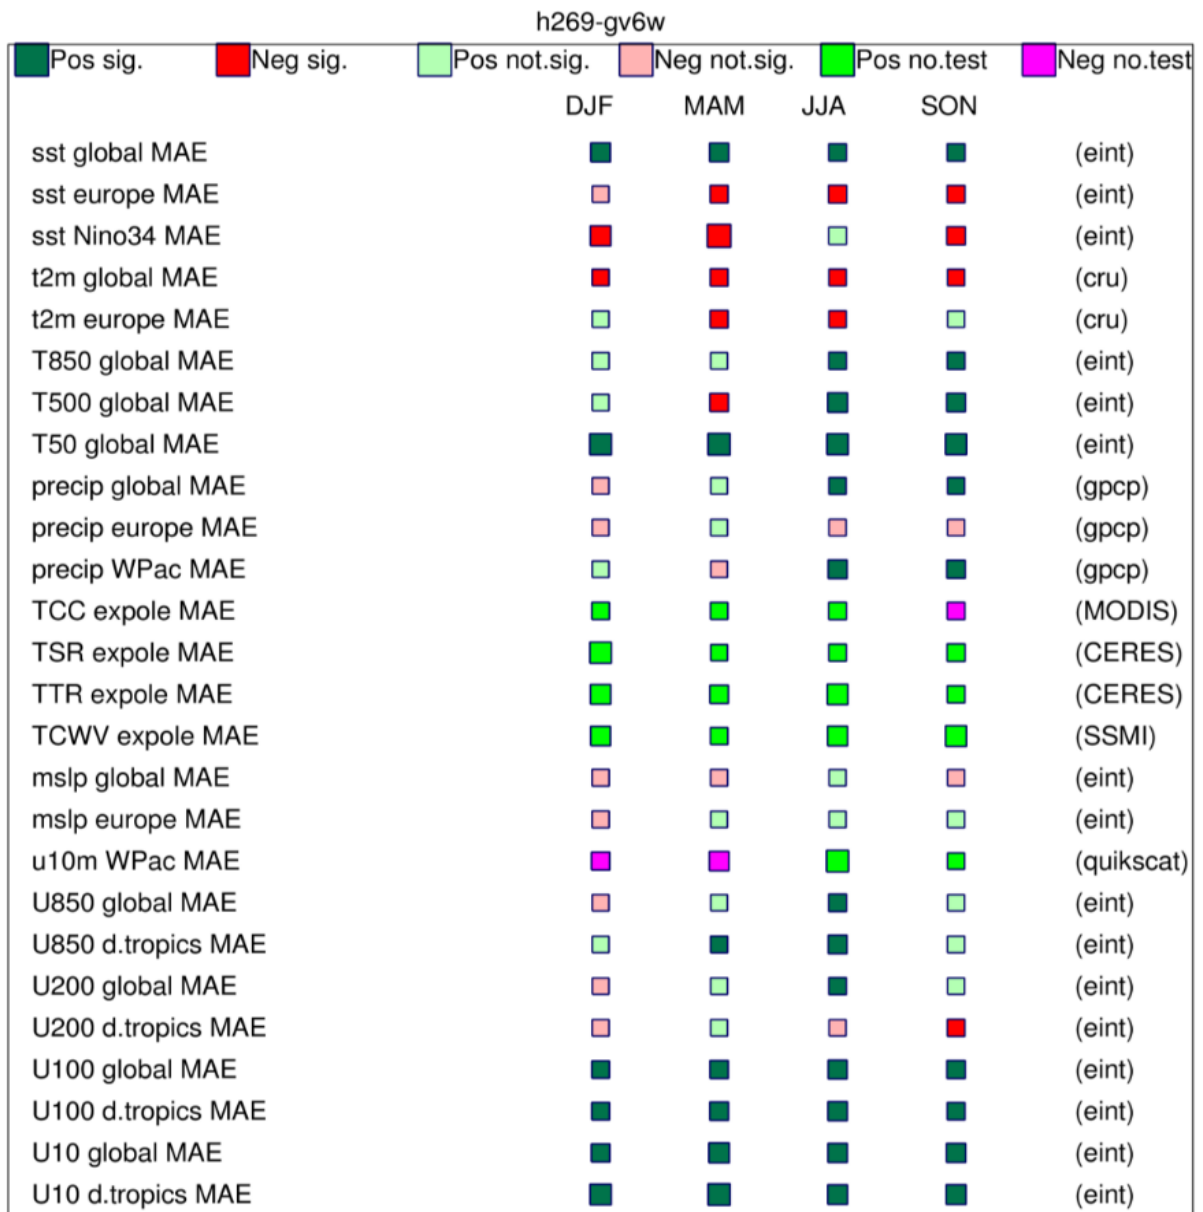 h269-gv6w
Pos sig. Neg sig. Pos not.sig. Neg not.sig. Pos no.test Neg no.test
DJF MAM JJA SON
sst global MAE (eint)
sst europe MAE (eint)
sst Nino34 MAE (eint)
t2m global MAE (cru)
t2m europe MAE (cru)
T850 global MAE (eint)
T500 global MAE (eint)
T50 global MAE (eint)
precip global MAE (gpcp)
precip europe MAE (gpcp)
precip WPac MAE (gpcp)
TCC expole MAE (MODIS)
TSR expole MAE (CERES)
TTR expole MAE (CERES)
TCWV expole MAE (SSMI)
mslp global MAE (eint)
mslp europe MAE (eint)
u10m WPac MAE (quikscat)
U850 global MAE (eint)
U850 d.tropics MAE (eint)
U200 global MAE (eint)
U200 d.tropics MAE (eint)
U100 global MAE (eint)
U100 d.tropics MAE (eint)
U10 global MAE (eint)
U10 d.tropics MAE (eint)